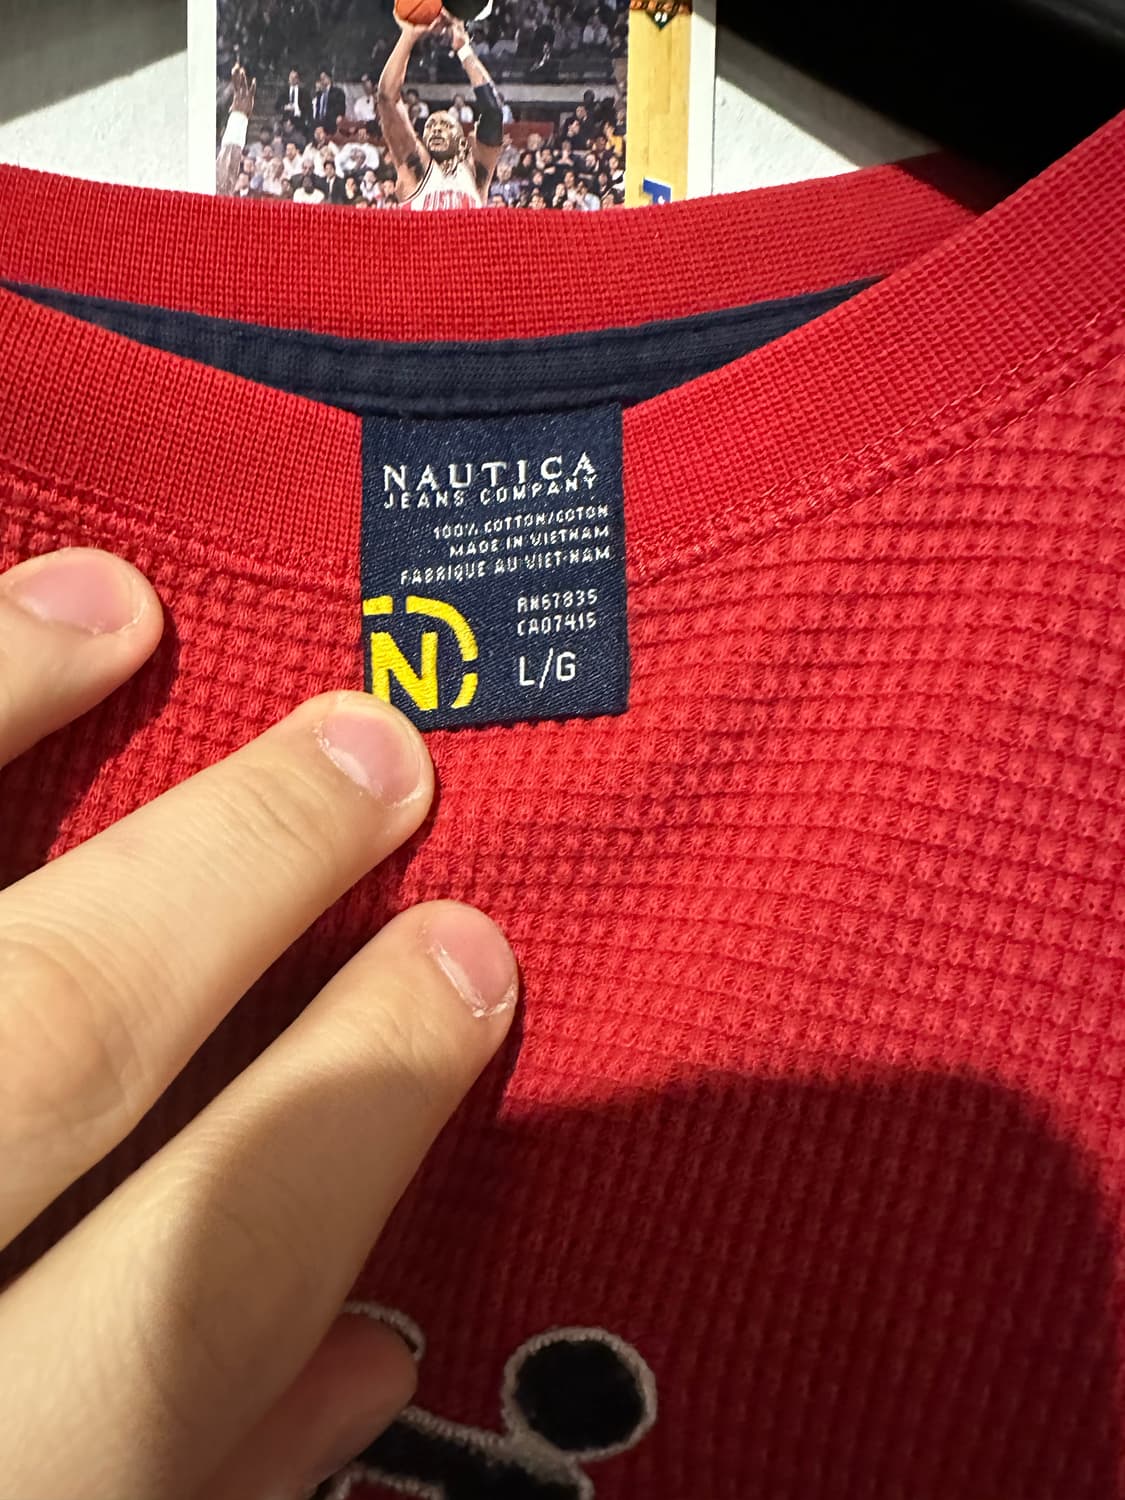 NAUTICA
JEANS COMPANY
100% COTTON/COTON
MADE IN VIETNAM
FABRIQUE AU VIET-NAM
RN67835
CA07415
N
L/G